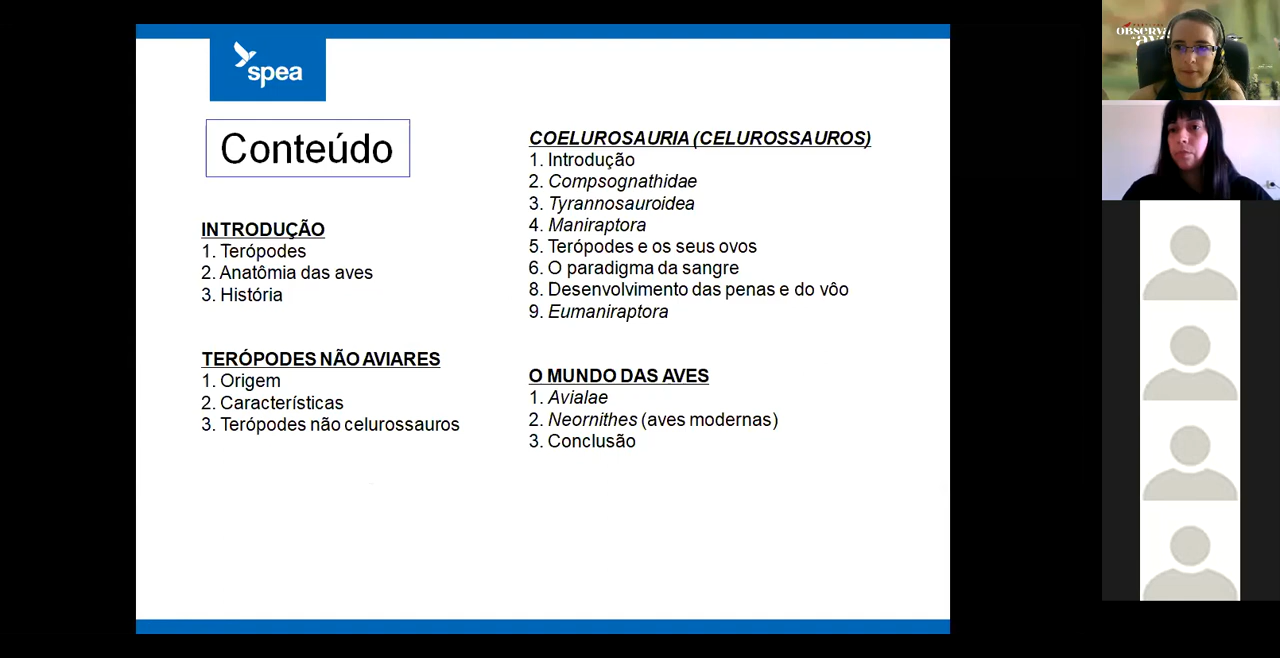 spea
Conteúdo
INTRODUÇÃO
1. Terópodes
2. Anatômia das aves
3. História
TERÓPODES NÃO AVIARES
1. Origem
2. Características
3. Terópodes não celurossauros
COELUROSAURIA (CELUROSSAUROS)
1. Introdução
2. Compsognathidae
3. Tyrannosauroidea
4. Maniraptora
5. Terópodes e os seus ovos
6. O paradigma da sangre
8. Desenvolvimento das penas e do vôo
9. Eumaniraptora
O MUNDO DAS AVES
1. Avialae
2. Neornithes (aves modernas)
3. Conclusão